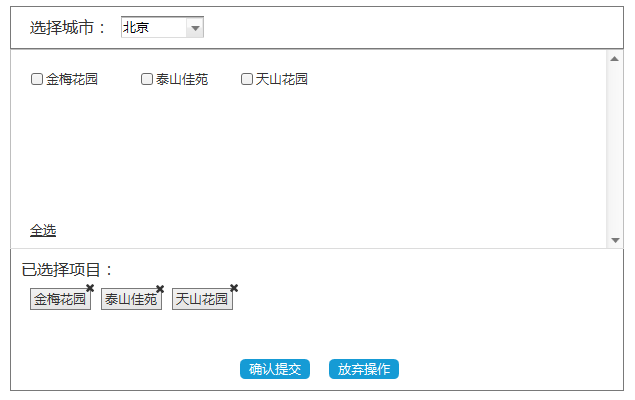 选择城市： 北京
金梅花园 泰山佳苑 天山花园
全选
已选择项目：
金梅花园 泰山佳苑 天山花园
确认提交 放弃操作